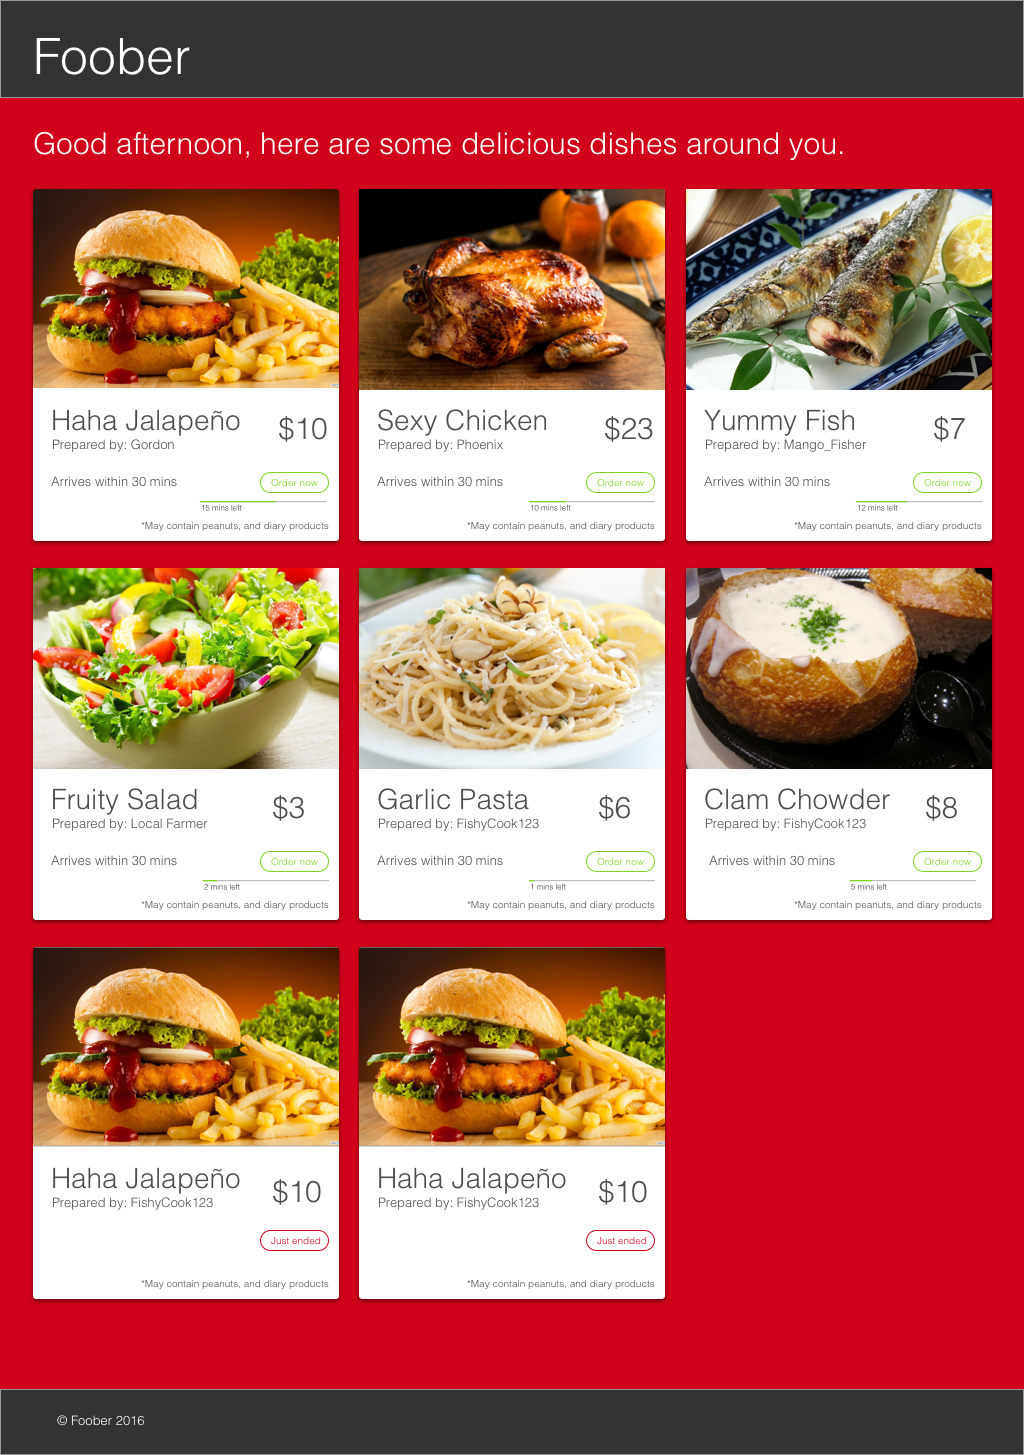 Foober
Good afternoon, here are some delicious dishes around you.
Haha Jalapeño
$10
Prepared by: Gordon
Arrives within 30 mins
Order now
15 mins left
*May contain peanuts, and diary products
Sexy Chicken
$23
Prepared by: Phoenix
Arrives within 30 mins
Order now
10 mins left
*May contain peanuts, and diary products
Yummy Fish
$7
Prepared by: Mango_Fisher
Arrives within 30 mins
Order now
12 mins left
*May contain peanuts, and diary products
Fruity Salad
$3
Prepared by: Local Farmer
Arrives within 30 mins
Order now
2 mins left
*May contain peanuts, and diary products
Garlic Pasta
$6
Prepared by: FishyCook123
Arrives within 30 mins
Order now
1 mins left
*May contain peanuts, and diary products
Clam Chowder
$8
Prepared by: FishyCook123
Arrives within 30 mins
Order now
5 mins left
*May contain peanuts, and diary products
Haha Jalapeño
$10
Prepared by: FishyCook123
Just ended
*May contain peanuts, and diary products
Haha Jalapeño
$10
Prepared by: FishyCook123
Just ended
*May contain peanuts, and diary products
© Foober 2016